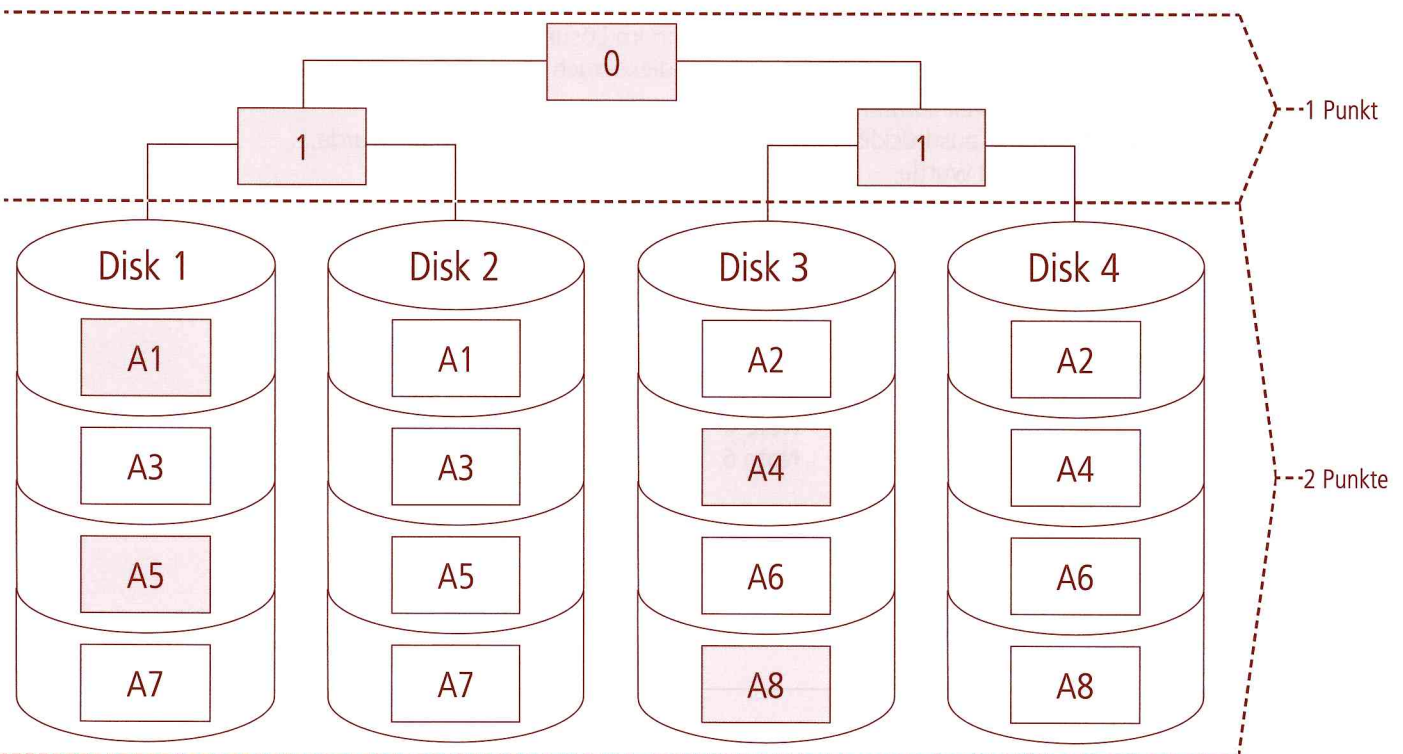 0
1 1
1 Punkt
Disk 1 Disk 2 Disk 3 Disk 4
A1 A1 A2 A2
A3 A3 A4 A4
2 Punkte
A5 A5 A6 A6
A7 A7 A8 A8